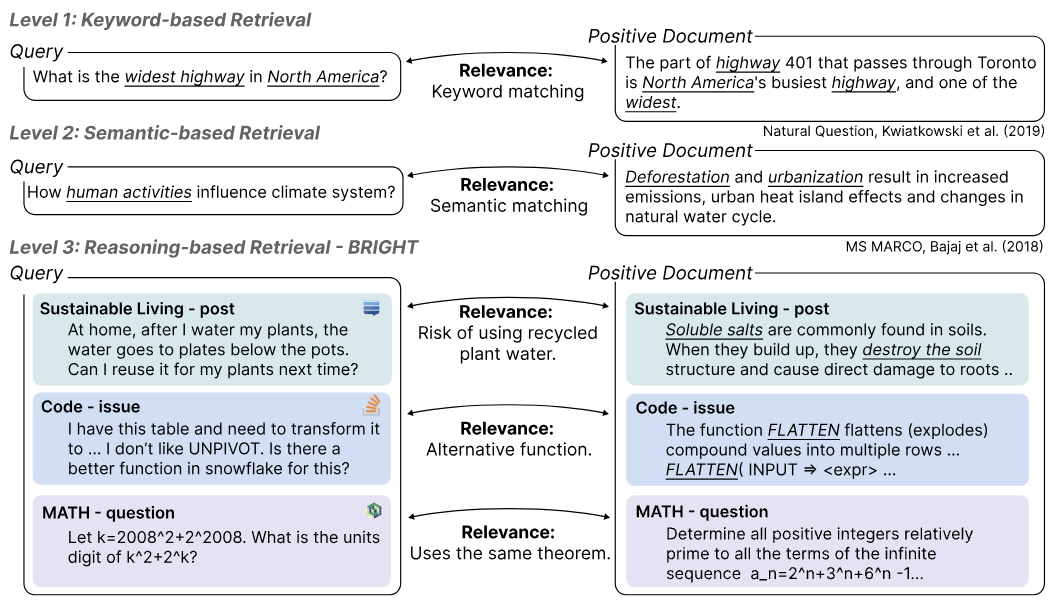 Level 1: Keyword-based Retrieval
Query
What is the widest highway in North America?
Relevance:
Keyword matching
Positive Document
The part of highway 401 that passes through Toronto
is North America's busiest highway, and one of the
widest.
Natural Question, Kwiatkowski et al. (2019)
Level 2: Semantic-based Retrieval
Query
How human activities influence climate system?
Relevance:
Semantic matching
Positive Document
Deforestation and urbanization result in increased
emissions, urban heat island effects and changes in
natural water cycle.
MS MARCO, Bajaj et al. (2018)
Level 3: Reasoning-based Retrieval - BRIGHT
Query
Positive Document
Sustainable Living - post
At home, after I water my plants, the
water goes to plates below the pots.
Can I reuse it for my plants next time?
Relevance:
Risk of using recycled
plant water.
Sustainable Living - post
Soluble salts are commonly found in soils.
When they build up, they destroy the soil
structure and cause direct damage to roots ..
Code - issue
I have this table and need to transform it
to ... I don't like UNPIVOT. Is there a
better function in snowflake for this?
Relevance:
Alternative function.
Code - issue
The function FLATTEN flattens (explodes)
compound values into multiple rows ...
FLATTEN( INPUT ⇒ <expr> ...
MATH - question
Let k=2008^2+2^2008. What is the units
digit of k^2+2^k?
Relevance:
Uses the same theorem.
MATH - question
Determine all positive integers relatively
prime to all the terms of the infinite
sequence a_n=2^n+3^n+6^n -1...